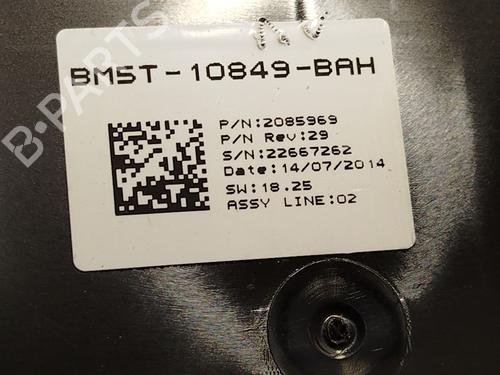 BM5T-10849-BAH
P/N:2085969
P/N Rev:29
S/N:22667262
Date:14/07/2014
SW:18.25
ASSY LINE:02
B-PARTS